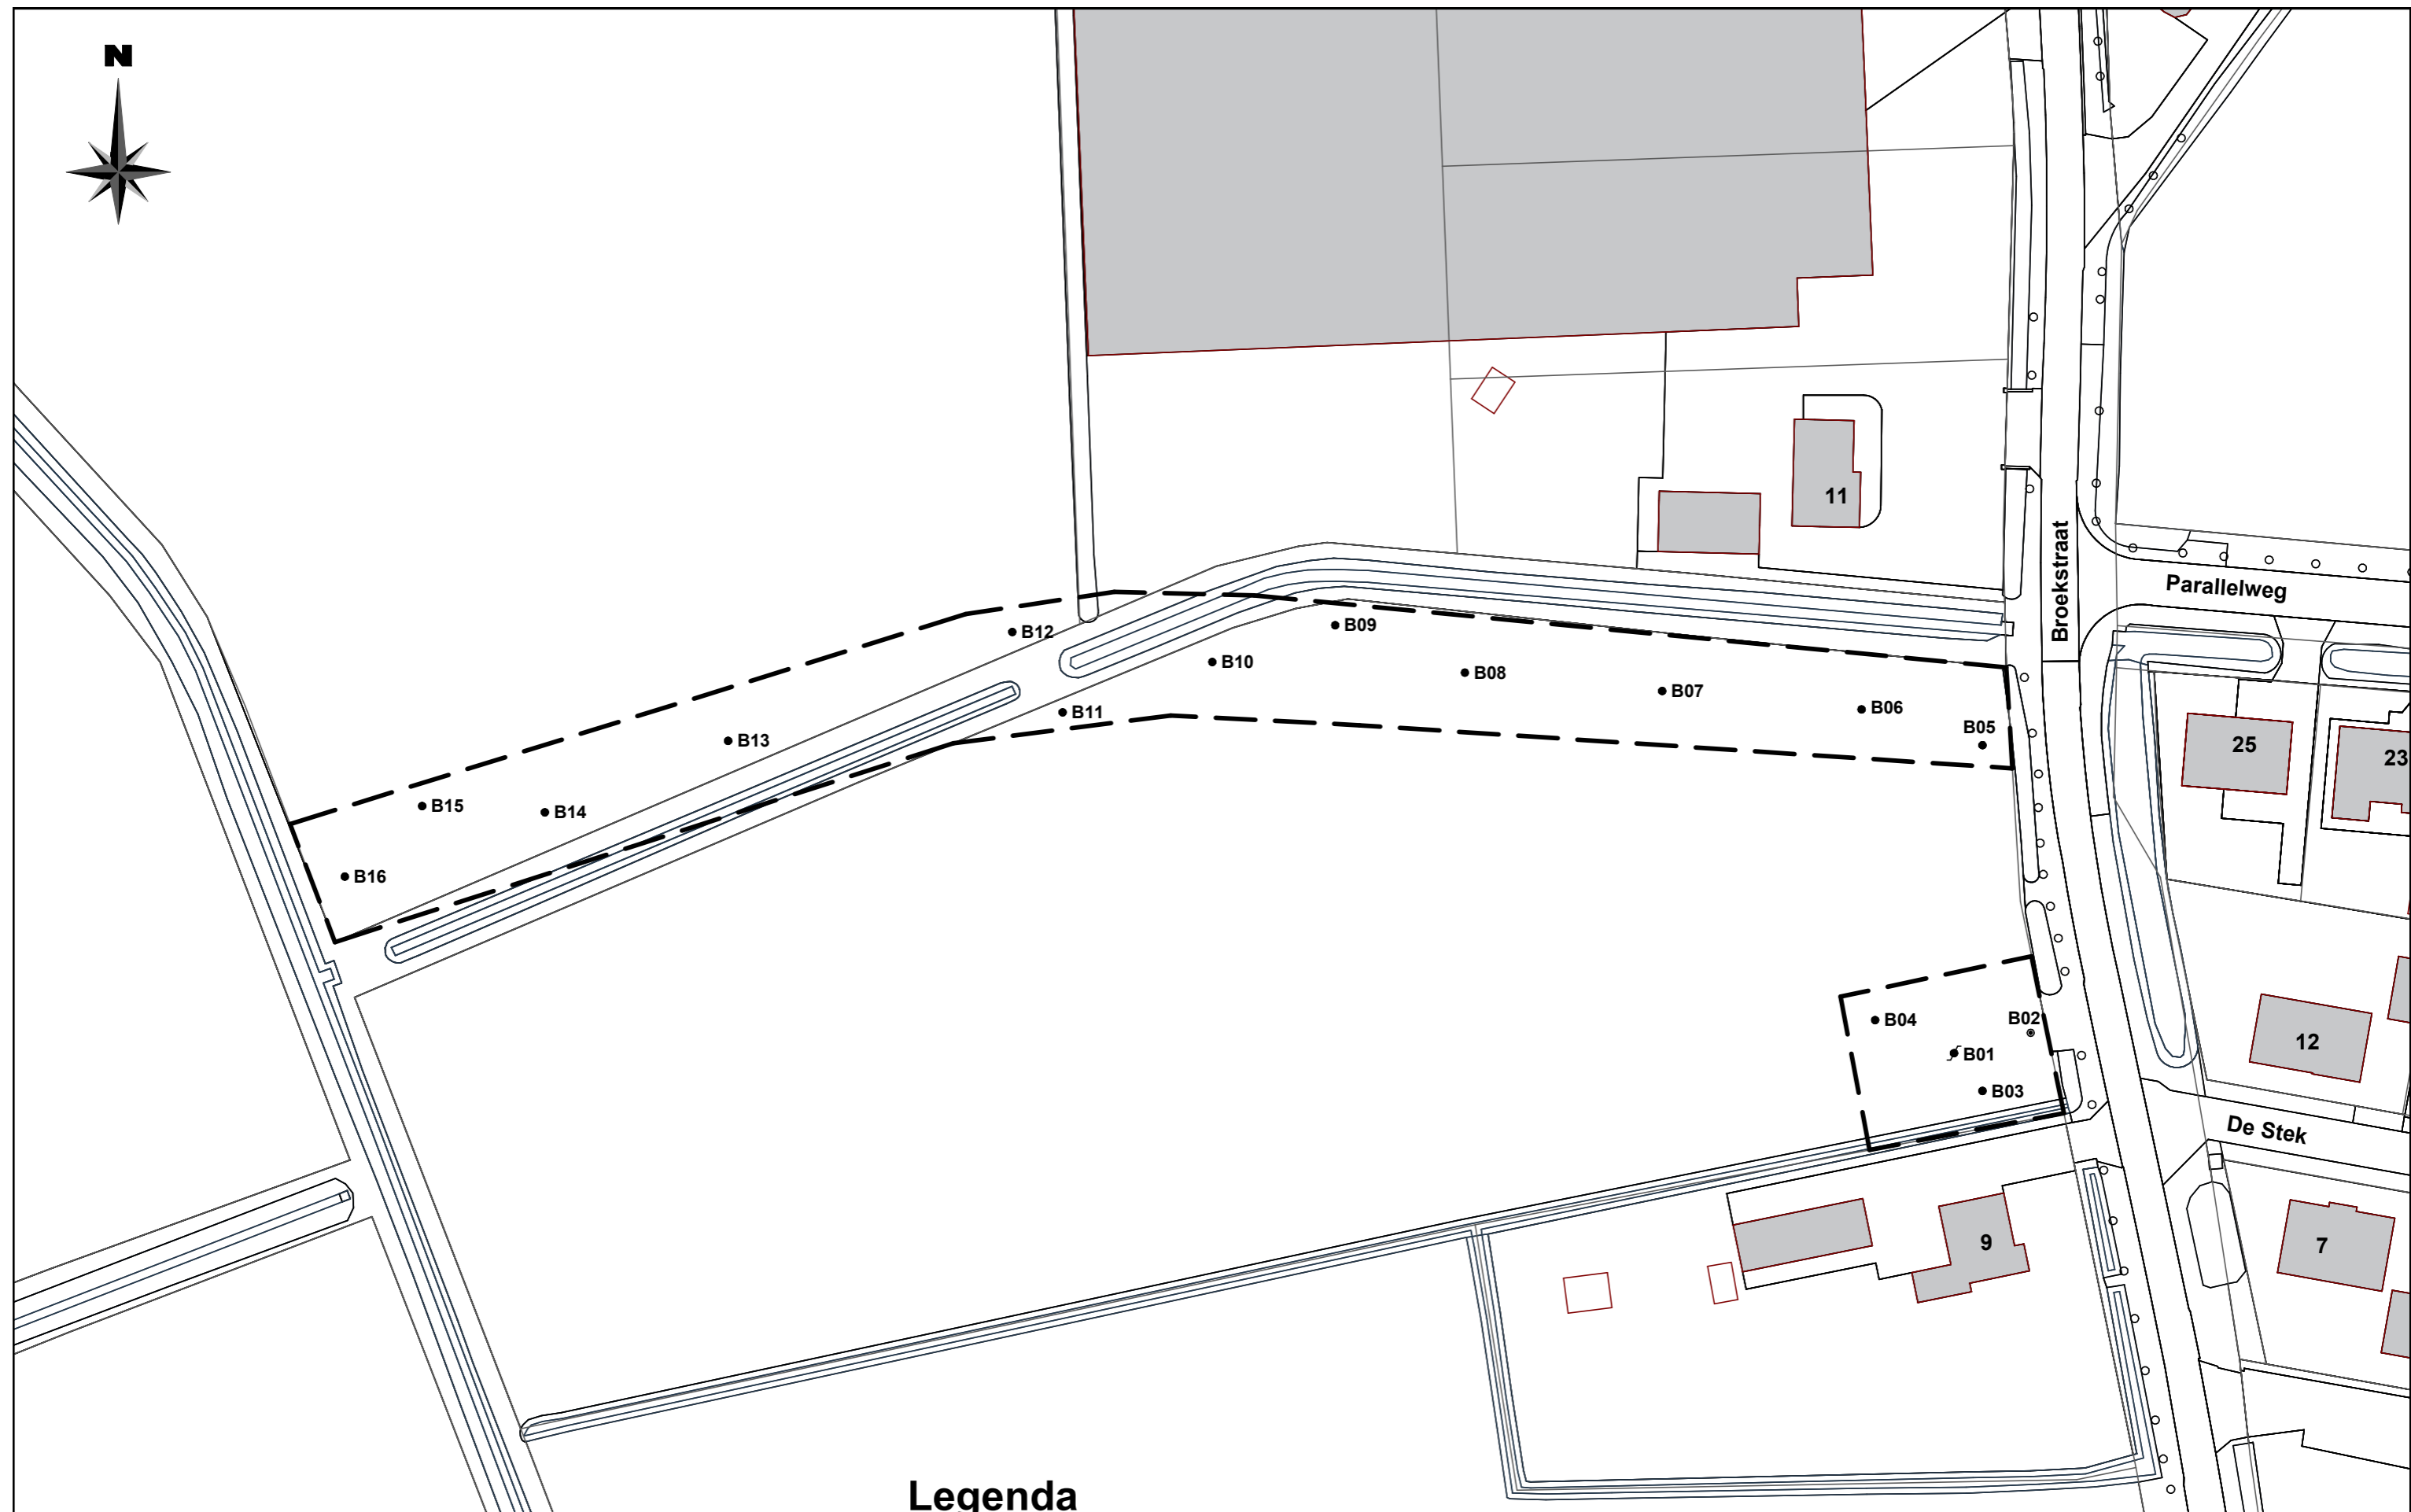 N
11
Broekstraat
Parallelweg
B12
B09
B10
B08
B07
B06
B11
B05
B13
25
23
B15
B14
B16
B04
B02
B01
B03
12
De Stek
9
7
Legenda